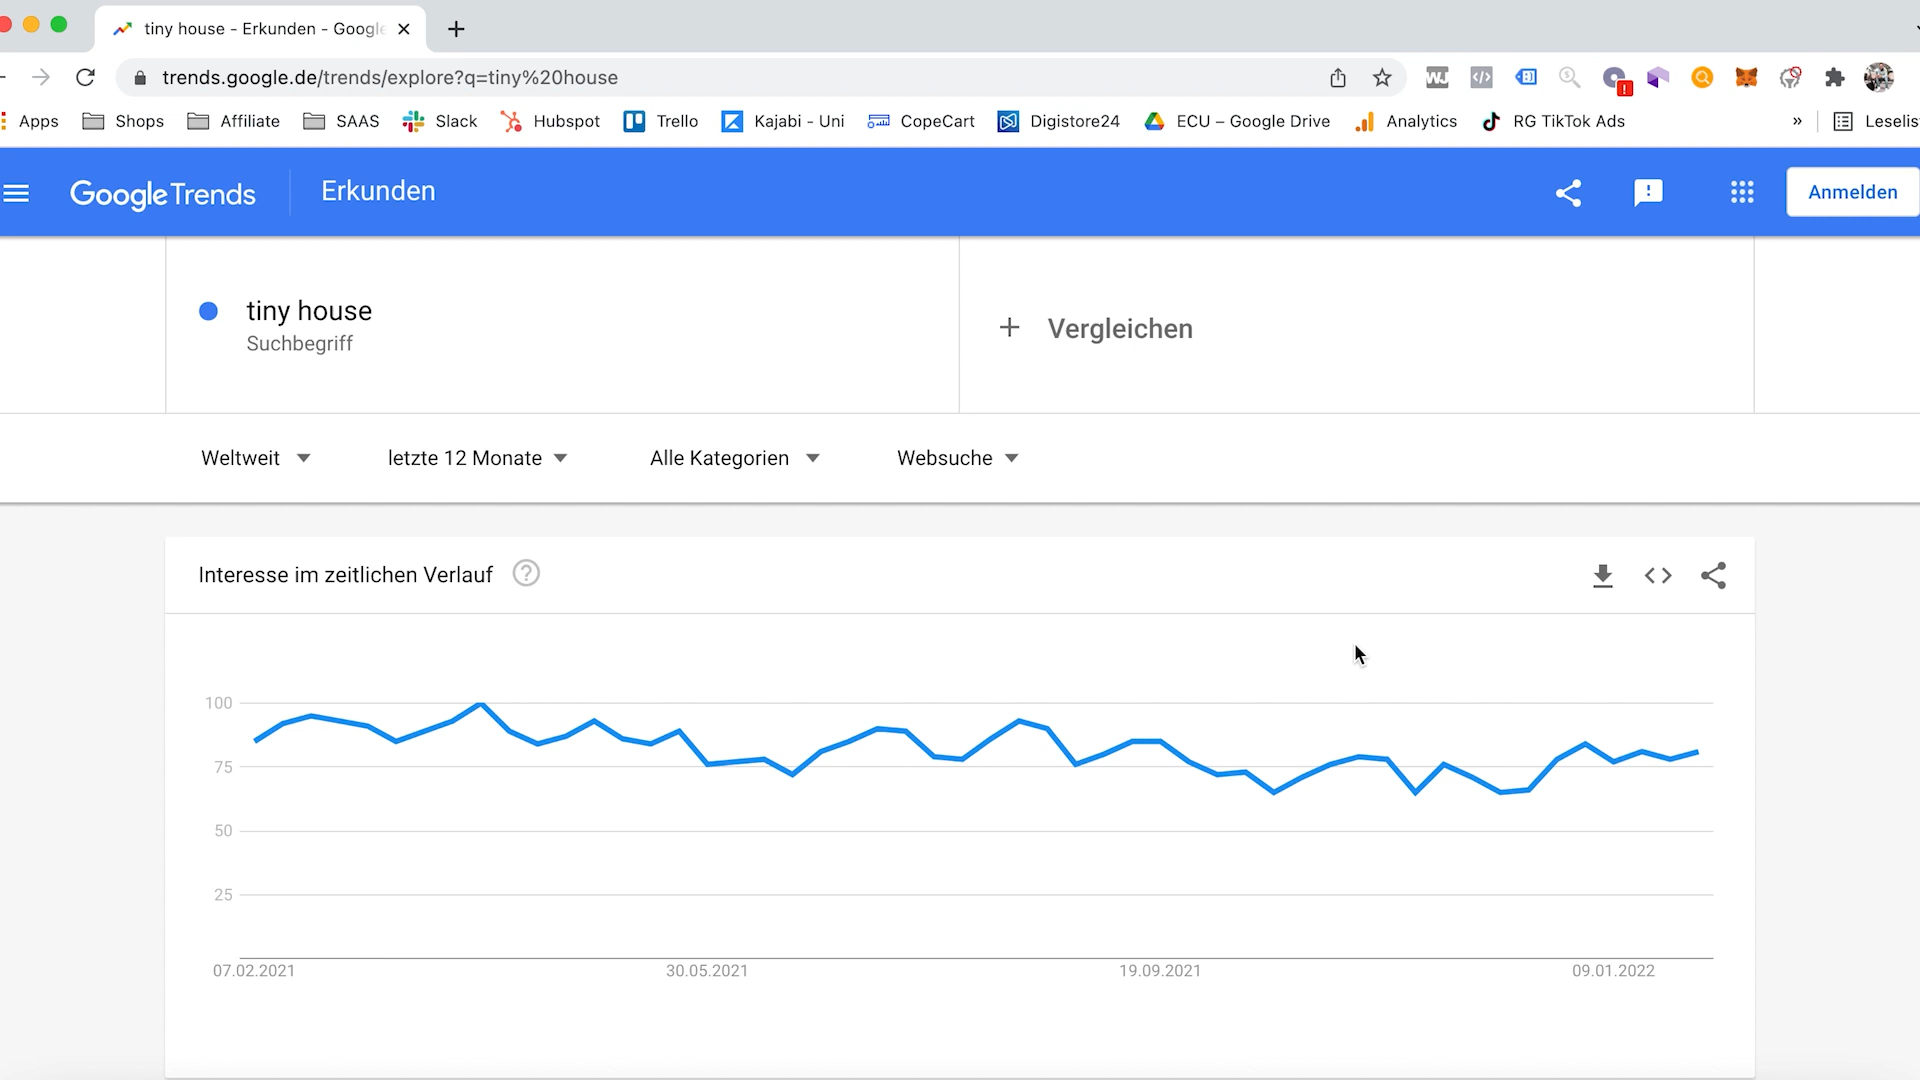 tiny house - Erkunden - Google
trends.google.de/trends/explore?q=tiny%20house
Apps Shops Affiliate SAAS Slack Hubspot Trello Kajabi - Uni CopeCart Digistore24 ECU – Google Drive Analytics RG TikTok Ads » Leselis
Google Trends Erkunden Anmelden
tiny house
Suchbegriff
+ Vergleichen
Weltweit letzte 12 Monate Alle Kategorien Websuche
Interesse im zeitlichen Verlauf ?
100
75
50
25
07.02.2021 30.05.2021 19.09.2021 09.01.2022